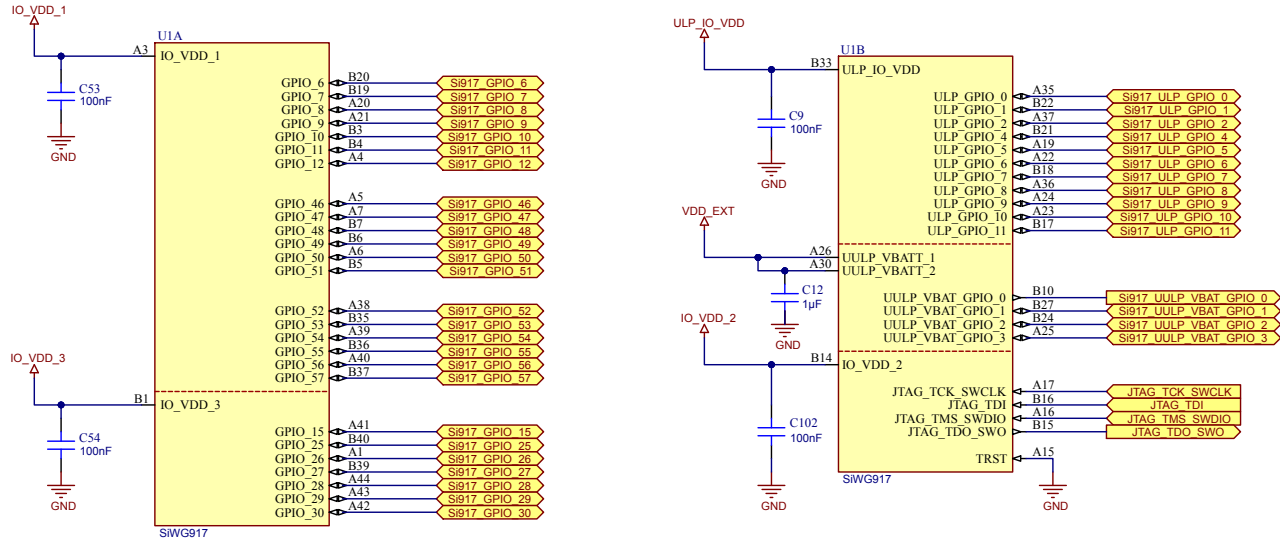 IO_VDD_1
U1A
A3 IO_VDD_1
C53
100nF
GND
GPIO_6 B20 Si917_GPIO_6
GPIO_7 B19 Si917_GPIO_7
GPIO_8 A20 Si917_GPIO_8
GPIO_9 A21 Si917_GPIO_9
GPIO_10 B3 Si917_GPIO_10
GPIO_11 B4 Si917_GPIO_11
GPIO_12 A4 Si917_GPIO_12
GPIO_46 A5 Si917_GPIO_46
GPIO_47 A7 Si917_GPIO_47
GPIO_48 B7 Si917_GPIO_48
GPIO_49 B6 Si917_GPIO_49
GPIO_50 A6 Si917_GPIO_50
GPIO_51 B5 Si917_GPIO_51
GPIO_52 A38 Si917_GPIO_52
GPIO_53 B35 Si917_GPIO_53
GPIO_54 A39 Si917_GPIO_54
GPIO_55 B36 Si917_GPIO_55
GPIO_56 A40 Si917_GPIO_56
GPIO_57 B37 Si917_GPIO_57
IO_VDD_3
B1 IO_VDD_3
C54
100nF
GND
GPIO_15 A41 Si917_GPIO_15
GPIO_25 B40 Si917_GPIO_25
GPIO_26 A1 Si917_GPIO_26
GPIO_27 B39 Si917_GPIO_27
GPIO_28 A44 Si917_GPIO_28
GPIO_29 A43 Si917_GPIO_29
GPIO_30 A42 Si917_GPIO_30
SiWG917
ULP_IO_VDD
U1B
B33 ULP_IO_VDD
C9
100nF
GND
ULP_GPIO_0 A35 Si917_ULP_GPIO_0
ULP_GPIO_1 B22 Si917_ULP_GPIO_1
ULP_GPIO_2 A37 Si917_ULP_GPIO_2
ULP_GPIO_4 B21 Si917_ULP_GPIO_4
ULP_GPIO_5 A19 Si917_ULP_GPIO_5
ULP_GPIO_6 A22 Si917_ULP_GPIO_6
ULP_GPIO_7 B18 Si917_ULP_GPIO_7
ULP_GPIO_8 A36 Si917_ULP_GPIO_8
ULP_GPIO_9 A24 Si917_ULP_GPIO_9
ULP_GPIO_10 A23 Si917_ULP_GPIO_10
ULP_GPIO_11 B17 Si917_ULP_GPIO_11
VDD_EXT
A26 UULP_VBATT_1
A30 UULP_VBATT_2
C12
1µF
GND
UULP_VBAT_GPIO_0 B10 Si917_UULP_VBAT_GPIO_0
UULP_VBAT_GPIO_1 B27 Si917_UULP_VBAT_GPIO_1
UULP_VBAT_GPIO_2 B24 Si917_UULP_VBAT_GPIO_2
UULP_VBAT_GPIO_3 A25 Si917_UULP_VBAT_GPIO_3
IO_VDD_2
B14 IO_VDD_2
C102
100nF
GND
JTAG_TCK_SWCLK A17 JTAG_TCK_SWCLK
JTAG_TDI B16 JTAG_TDI
JTAG_TMS_SWDIO A16 JTAG_TMS_SWDIO
JTAG_TDO_SWO B15 JTAG_TDO_SWO
TRST A15
GND
SiWG917